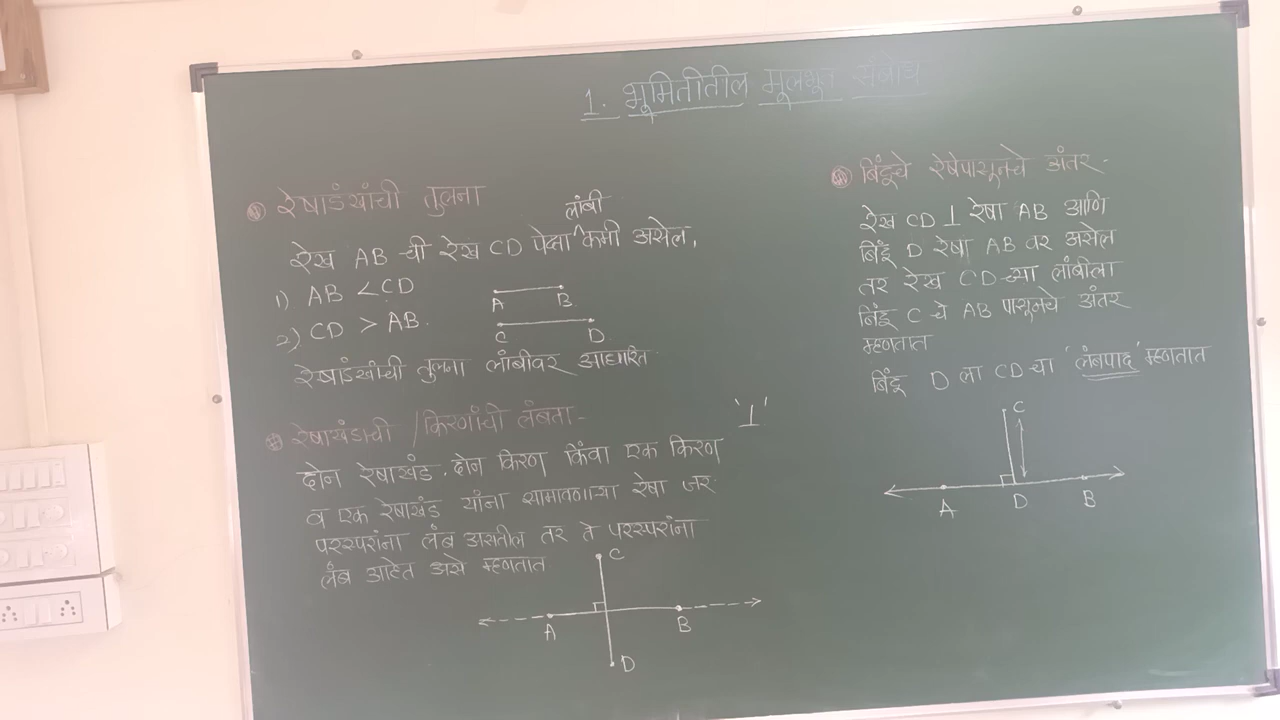 1. भूमितीतील मूलभूत संबोध
रेषाखंडांची तुलना
रेख AB ची रेख CD पेक्षा ^ लांबी कमी असेल.
1) AB < CD
A B
2) CD > AB.
C D
रेषाखंडांची तुलना लांबीवर आधारित
रेषाखंडाची / किरणांची लंबता - '⊥'
दोन रेषाखंड, दोन किरण किंवा एक किरण
व एक रेषाखंड यांना सामावणाऱ्या रेषा जर
परस्परांना लंब असतील तर ते परस्परांना
लंब आहेत असे म्हणतात
C
A B
D
बिंदूचे रेषेपासूनचे अंतर -
रेख CD ⊥ रेषा AB आणि
बिंदू D रेषा AB वर असेल
तर रेख CD च्या लांबीला
बिंदू C चे AB पासूनचे अंतर
म्हणतात
बिंदू D ला CD चा 'लंबपाद' म्हणतात
C
A D B